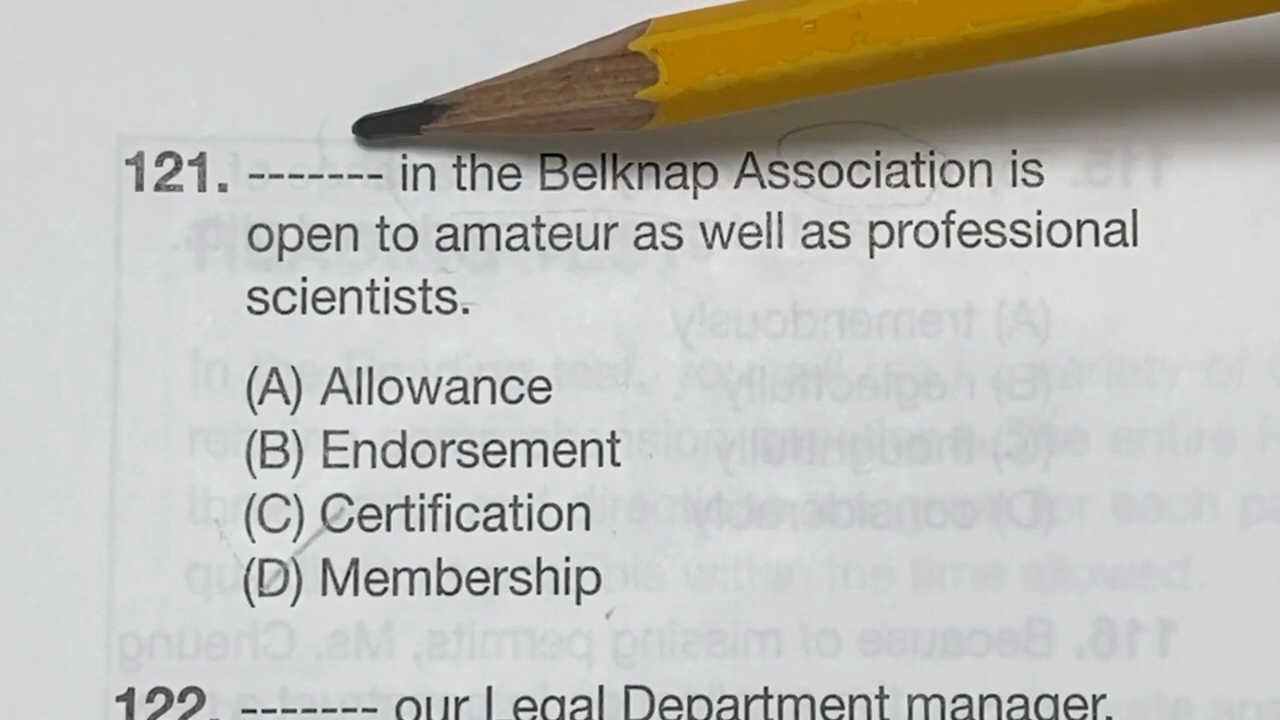 121. ------- in the Belknap Association is
open to amateur as well as professional
scientists.
(A) Allowance
(B) Endorsement
(C) Certification
(D) Membership
122. ------- our Legal Department manager,